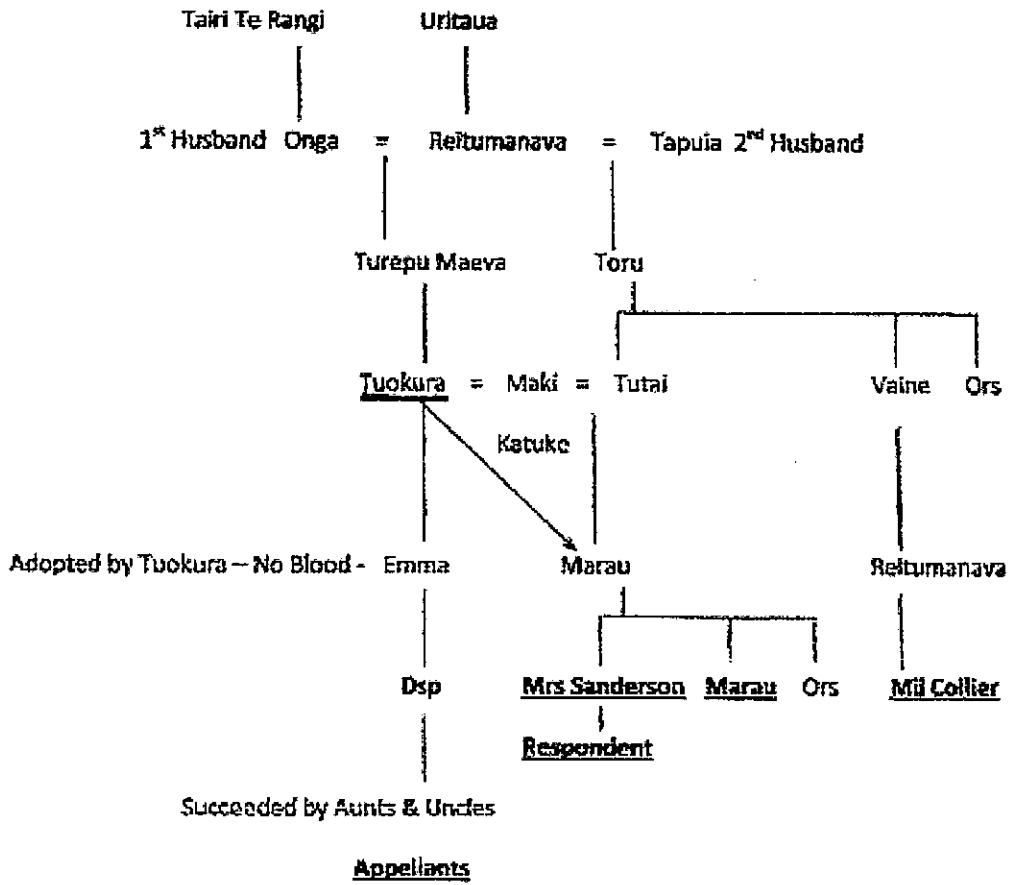 Tairi Te Rangi Uritaua
1st Husband Onga = Reitumanava = Tapuia 2nd Husband
Turepu Maeva Toru
Tuokura = Maki = Tutai Vaine Ors
Katuke
Adopted by Tuokura – No Blood - Emma Marau Reitumanava
Dsp Mrs Sanderson Marau Ors Mii Collier
Respondent
Succeeded by Aunts & Uncles
Appellants